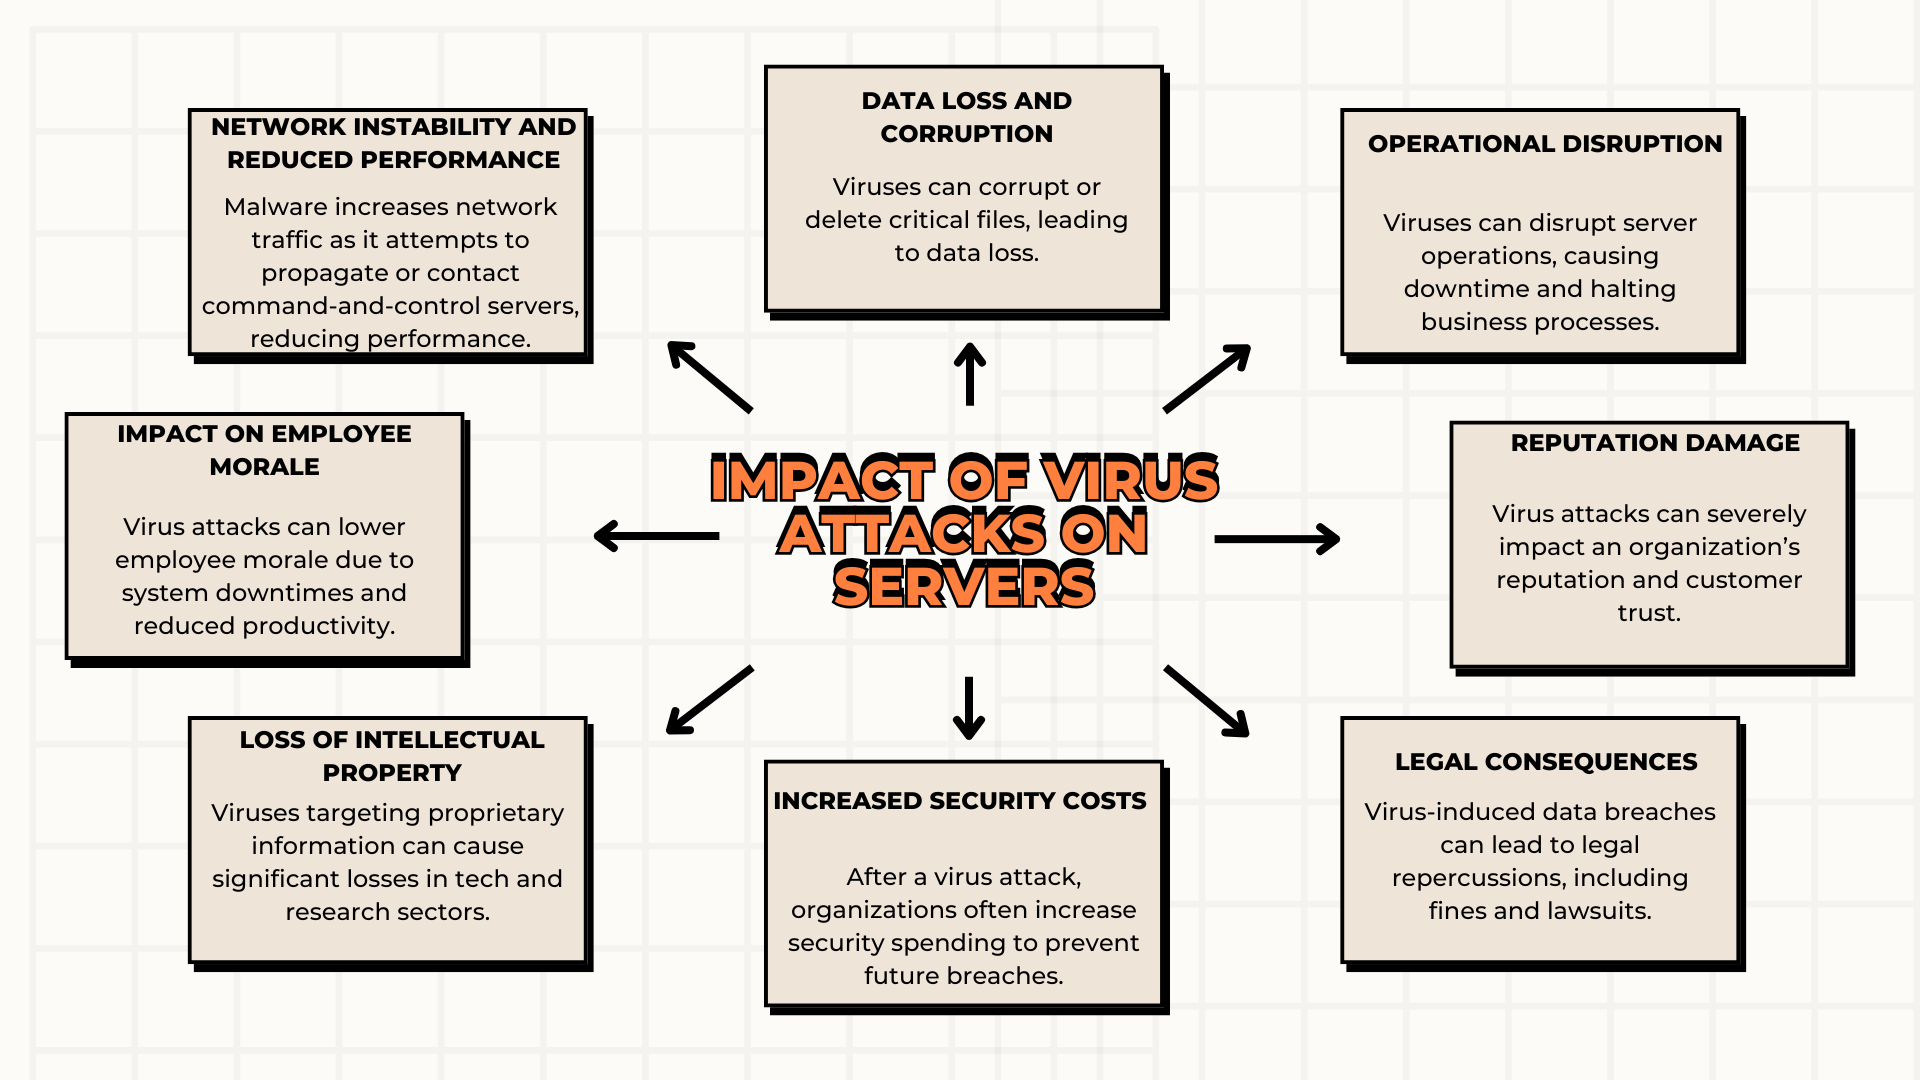 NETWORK INSTABILITY AND
REDUCED PERFORMANCE
Malware increases network
traffic as it attempts to
propagate or contact
command-and-control servers,
reducing performance.
DATA LOSS AND
CORRUPTION
Viruses can corrupt or
delete critical files, leading
to data loss.
OPERATIONAL DISRUPTION
Viruses can disrupt server
operations, causing
downtime and halting
business processes.
IMPACT ON EMPLOYEE
MORALE
Virus attacks can lower
employee morale due to
system downtimes and
reduced productivity.
IMPACT OF VIRUS
ATTACKS ON
SERVERS
REPUTATION DAMAGE
Virus attacks can severely
impact an organization’s
reputation and customer
trust.
LOSS OF INTELLECTUAL
PROPERTY
Viruses targeting proprietary
information can cause
significant losses in tech and
research sectors.
INCREASED SECURITY COSTS
After a virus attack,
organizations often increase
security spending to prevent
future breaches.
LEGAL CONSEQUENCES
Virus-induced data breaches
can lead to legal
repercussions, including
fines and lawsuits.